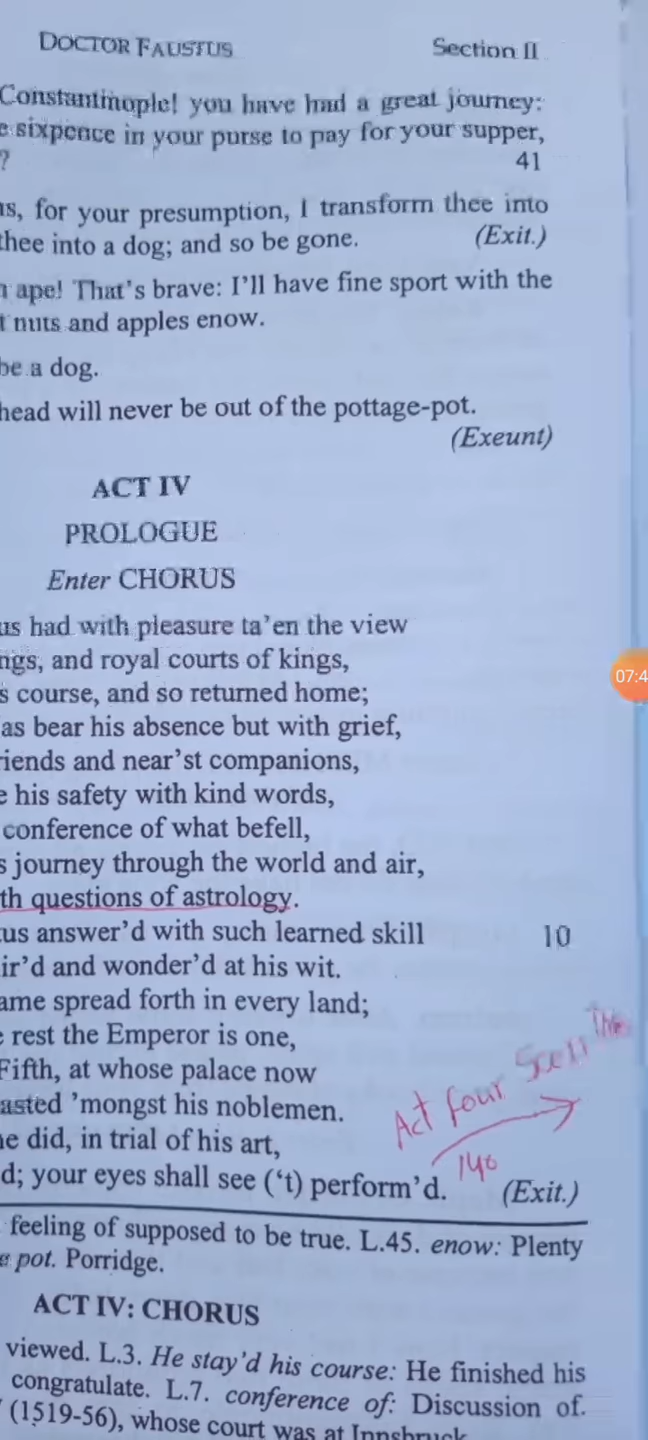 DOCTOR FAUSTUS Section II
Constantinople! you have had a great journey:
sixpence in your purse to pay for your supper,
? 41
us, for your presumption, I transform thee into
thee into a dog; and so be gone. (Exit.)
ape! That's brave: I'll have fine sport with the
t nuts and apples enow.
be a dog.
head will never be out of the pottage-pot.
(Exeunt)
ACT IV
PROLOGUE
Enter CHORUS
us had with pleasure ta'en the view
ngs, and royal courts of kings,
s course, and so returned home;
as bear his absence but with grief,
riends and near'st companions,
e his safety with kind words,
conference of what befell,
s journey through the world and air,
th questions of astrology.
tus answer'd with such learned skill 10
ir'd and wonder'd at his wit.
ame spread forth in every land;
e rest the Emperor is one,
Fifth, at whose palace now
asted 'mongst his noblemen.
he did, in trial of his art,
d; your eyes shall see ('t) perform'd. (Exit.)
Act four
140
feeling of supposed to be true. L.45. enow: Plenty
e pot. Porridge.
ACT IV: CHORUS
viewed. L.3. He stay'd his course: He finished his
congratulate. L.7. conference of: Discussion of.
(1519-56), whose court was at Innsbruck
07:4